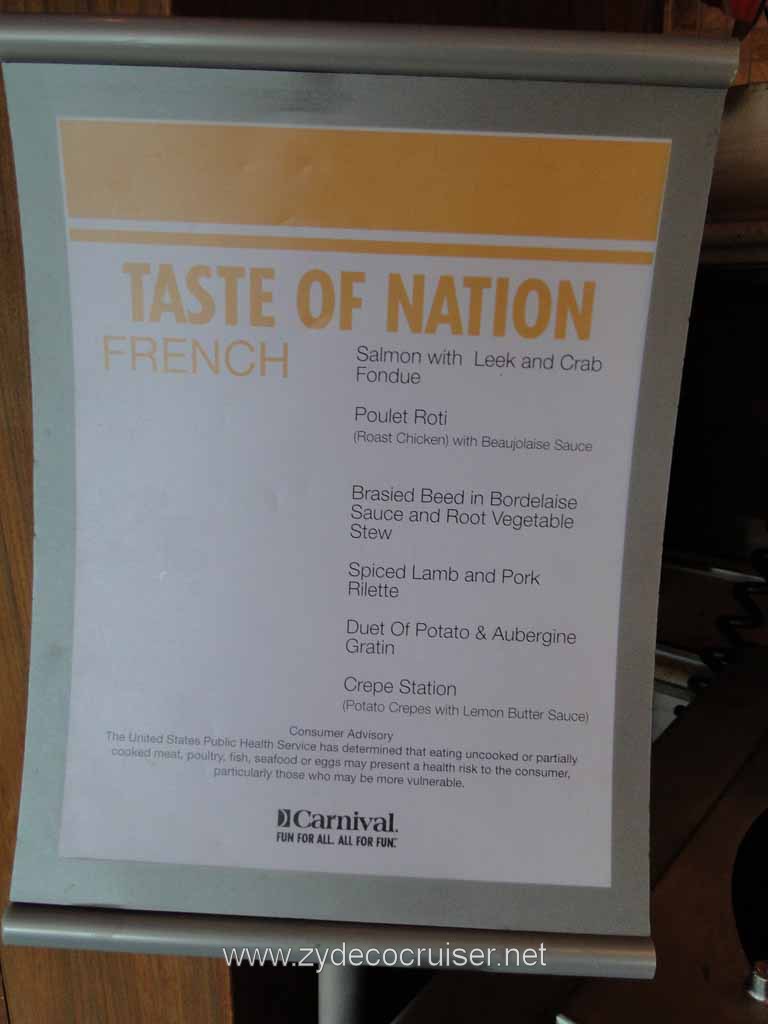 TASTE OF NATION
FRENCH
Salmon with Leek and Crab
Fondue
Poulet Roti
(Roast Chicken) with Beaujolaise Sauce
Brasied Beed in Bordelaise
Sauce and Root Vegetable
Stew
Spiced Lamb and Pork
Rilette
Duet Of Potato & Aubergine
Gratin
Crepe Station
(Potato Crepes with Lemon Butter Sauce)
Consumer Advisory
The United States Public Health Service has determined that eating uncooked or partially
cooked meat, poultry, fish, seafood or eggs may present a health risk to the consumer,
particularly those who may be more vulnerable.
Carnival.
FUN FOR ALL. ALL FOR FUN.
www.zydecocruiser.net